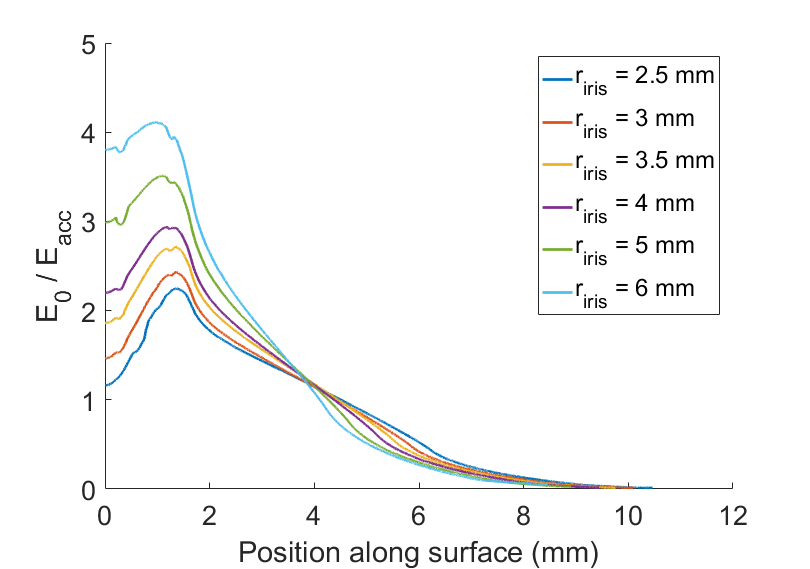 5
4
3
2
1
0
0 2 4 6 8 10 12
E0 / Eacc
Position along surface (mm)
riris = 2.5 mm
riris = 3 mm
riris = 3.5 mm
riris = 4 mm
riris = 5 mm
riris = 6 mm